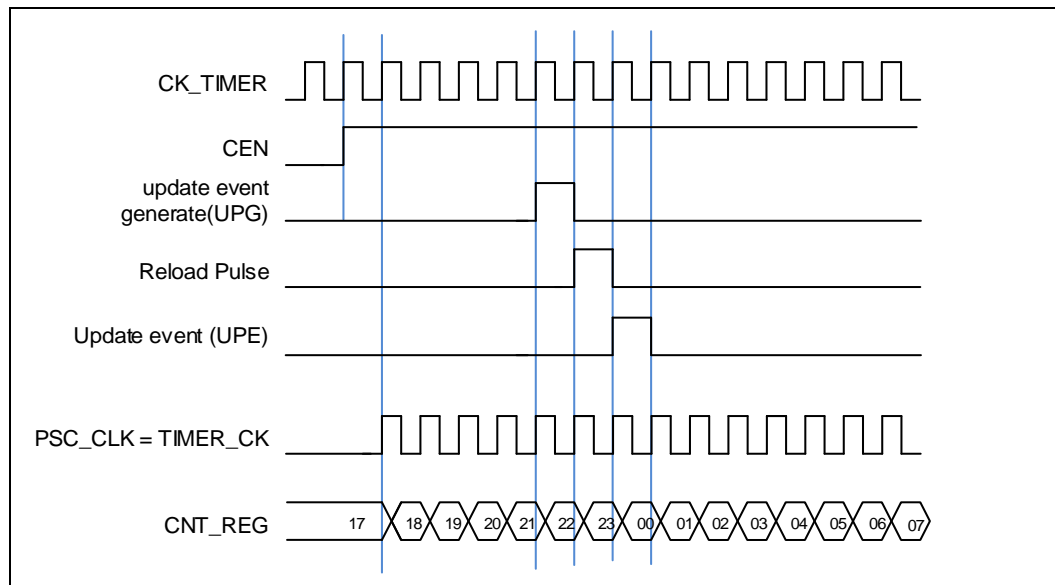 CK_TIMER
CEN
update event
generate(UPG)
Reload Pulse
Update event (UPE)
PSC_CLK = TIMER_CK
CNT_REG 17 18 19 20 21 22 23 00 01 02 03 04 05 06 07